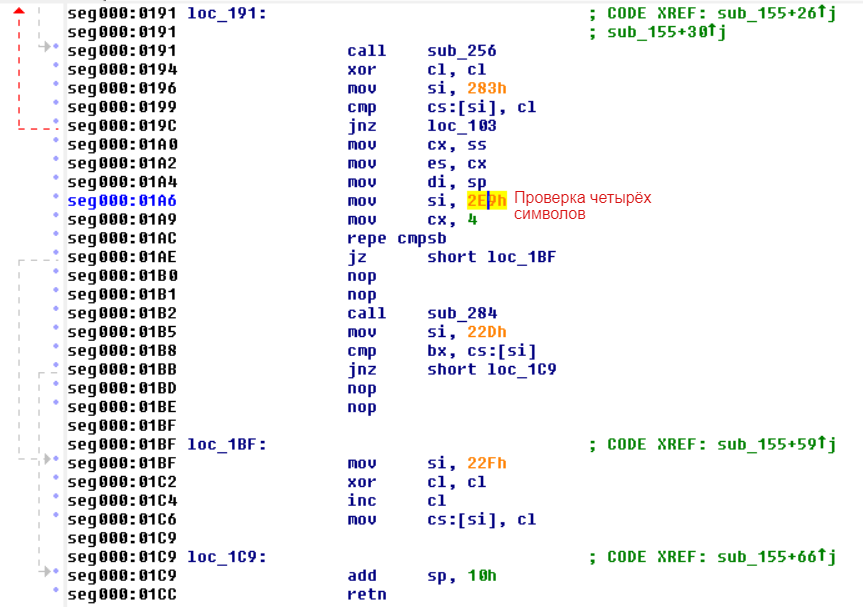 seg000:0191 loc_191: ; CODE XREF: sub_155+26↑j
seg000:0191 ; sub_155+30↑j
seg000:0191 call sub_256
seg000:0194 xor cl, cl
seg000:0196 mov si, 283h
seg000:0199 cmp cs:[si], cl
seg000:019C jnz loc_103
seg000:01A0 mov cx, ss
seg000:01A2 mov es, cx
seg000:01A4 mov di, sp
seg000:01A6 mov si, 2E9h Проверка четырёх
символов
seg000:01A9 mov cx, 4
seg000:01AC repe cmpsb
seg000:01AE jz short loc_1BF
seg000:01B0 nop
seg000:01B1 nop
seg000:01B2 call sub_284
seg000:01B5 mov si, 22Dh
seg000:01B8 cmp bx, cs:[si]
seg000:01BB jnz short loc_1C9
seg000:01BD nop
seg000:01BE nop
seg000:01BF
seg000:01BF loc_1BF: ; CODE XREF: sub_155+59↑j
seg000:01BF mov si, 22Fh
seg000:01C2 xor cl, cl
seg000:01C4 inc cl
seg000:01C6 mov cs:[si], cl
seg000:01C9
seg000:01C9 loc_1C9: ; CODE XREF: sub_155+66↑j
seg000:01C9 add sp, 10h
seg000:01CC retn